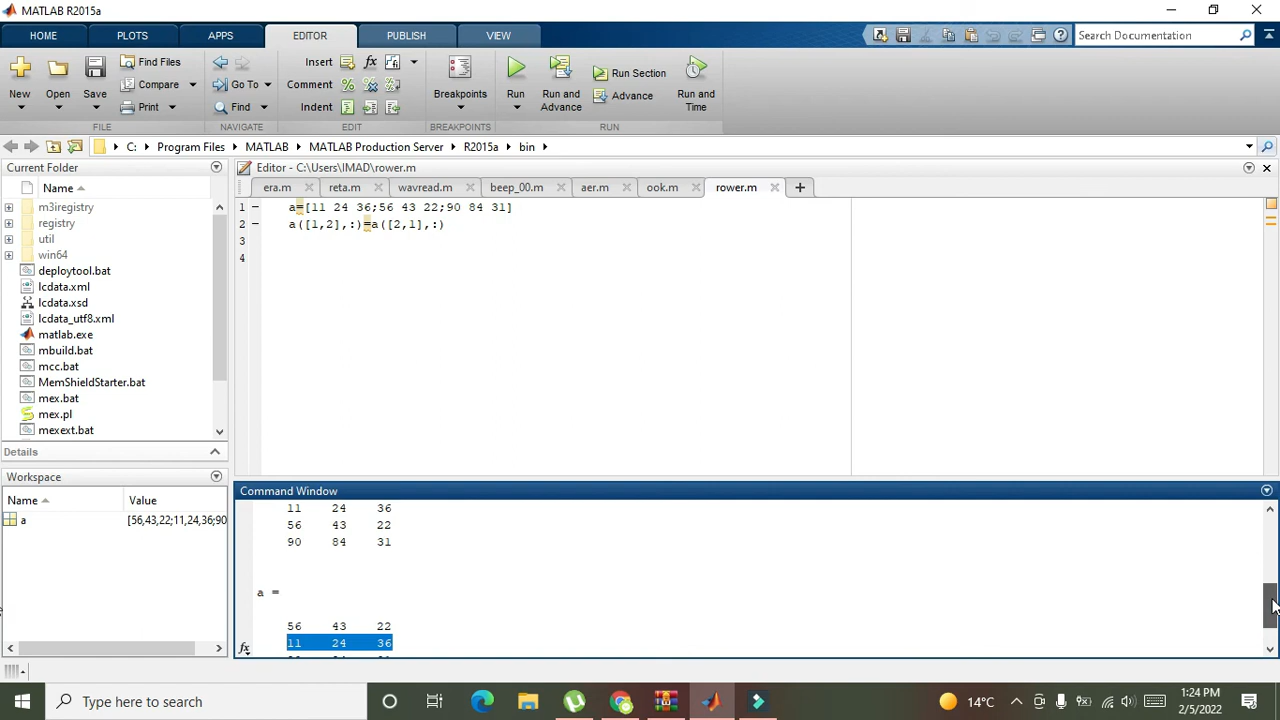 MATLAB R2015a
HOME PLOTS APPS EDITOR PUBLISH VIEW Search Documentation
New Open Save Find Files Compare Print
Go To Find
Insert Comment Indent
Breakpoints
Run Run and Advance Run Section Advance Run and Time
FILE NAVIGATE EDIT BREAKPOINTS RUN
C: Program Files MATLAB MATLAB Production Server R2015a bin
Current Folder
Name
m3iregistry
registry
util
win64
deploytool.bat
lcdata.xml
lcdata.xsd
lcdata_utf8.xml
matlab.exe
mbuild.bat
mcc.bat
MemShieldStarter.bat
mex.bat
mex.pl
mexext.bat
Details
Workspace
Name Value
a [56,43,22;11,24,36;90
Editor - C:\Users\IMAD\rower.m
era.m reta.m wavread.m beep_00.m aer.m ook.m rower.m
1 a=[11 24 36;56 43 22;90 84 31]
2 a([1,2],:)=a([2,1],:)
3
4
Command Window
11 24 36
56 43 22
90 84 31
a =
56 43 22
11 24 36
fx
Type here to search
14°C
1:24 PM
2/5/2022